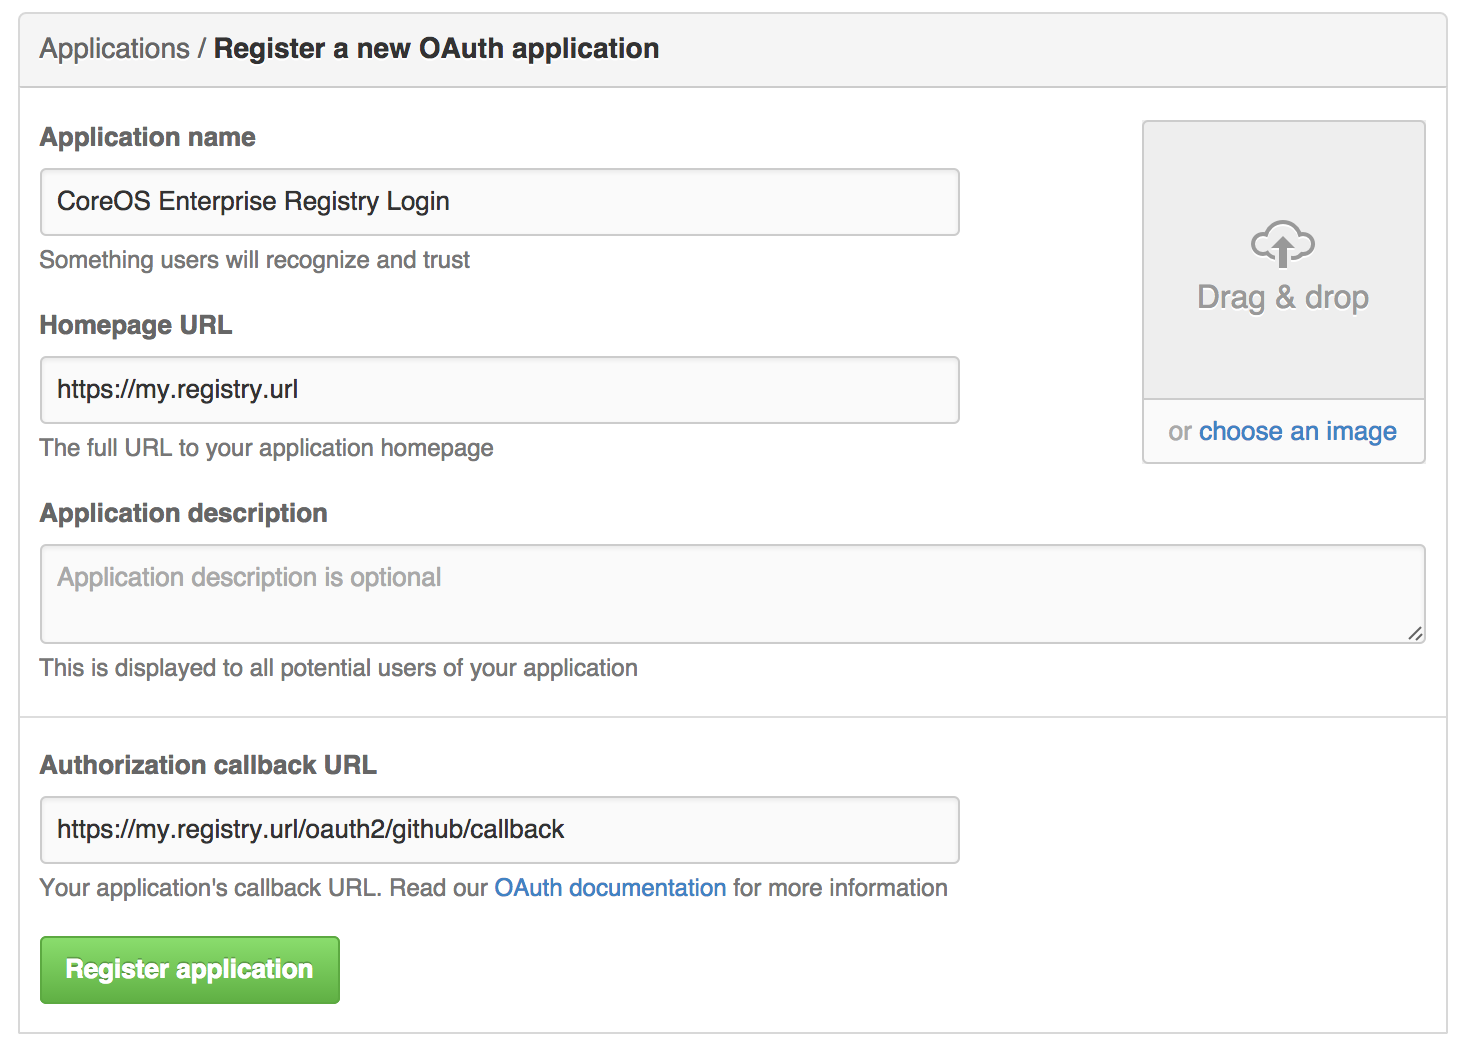 Applications / Register a new OAuth application
Application name
CoreOS Enterprise Registry Login
Something users will recognize and trust
Homepage URL
https://my.registry.url
The full URL to your application homepage
Drag & drop
or choose an image
Application description
Application description is optional
This is displayed to all potential users of your application
Authorization callback URL
https://my.registry.url/oauth2/github/callback
Your application's callback URL. Read our OAuth documentation for more information
Register application